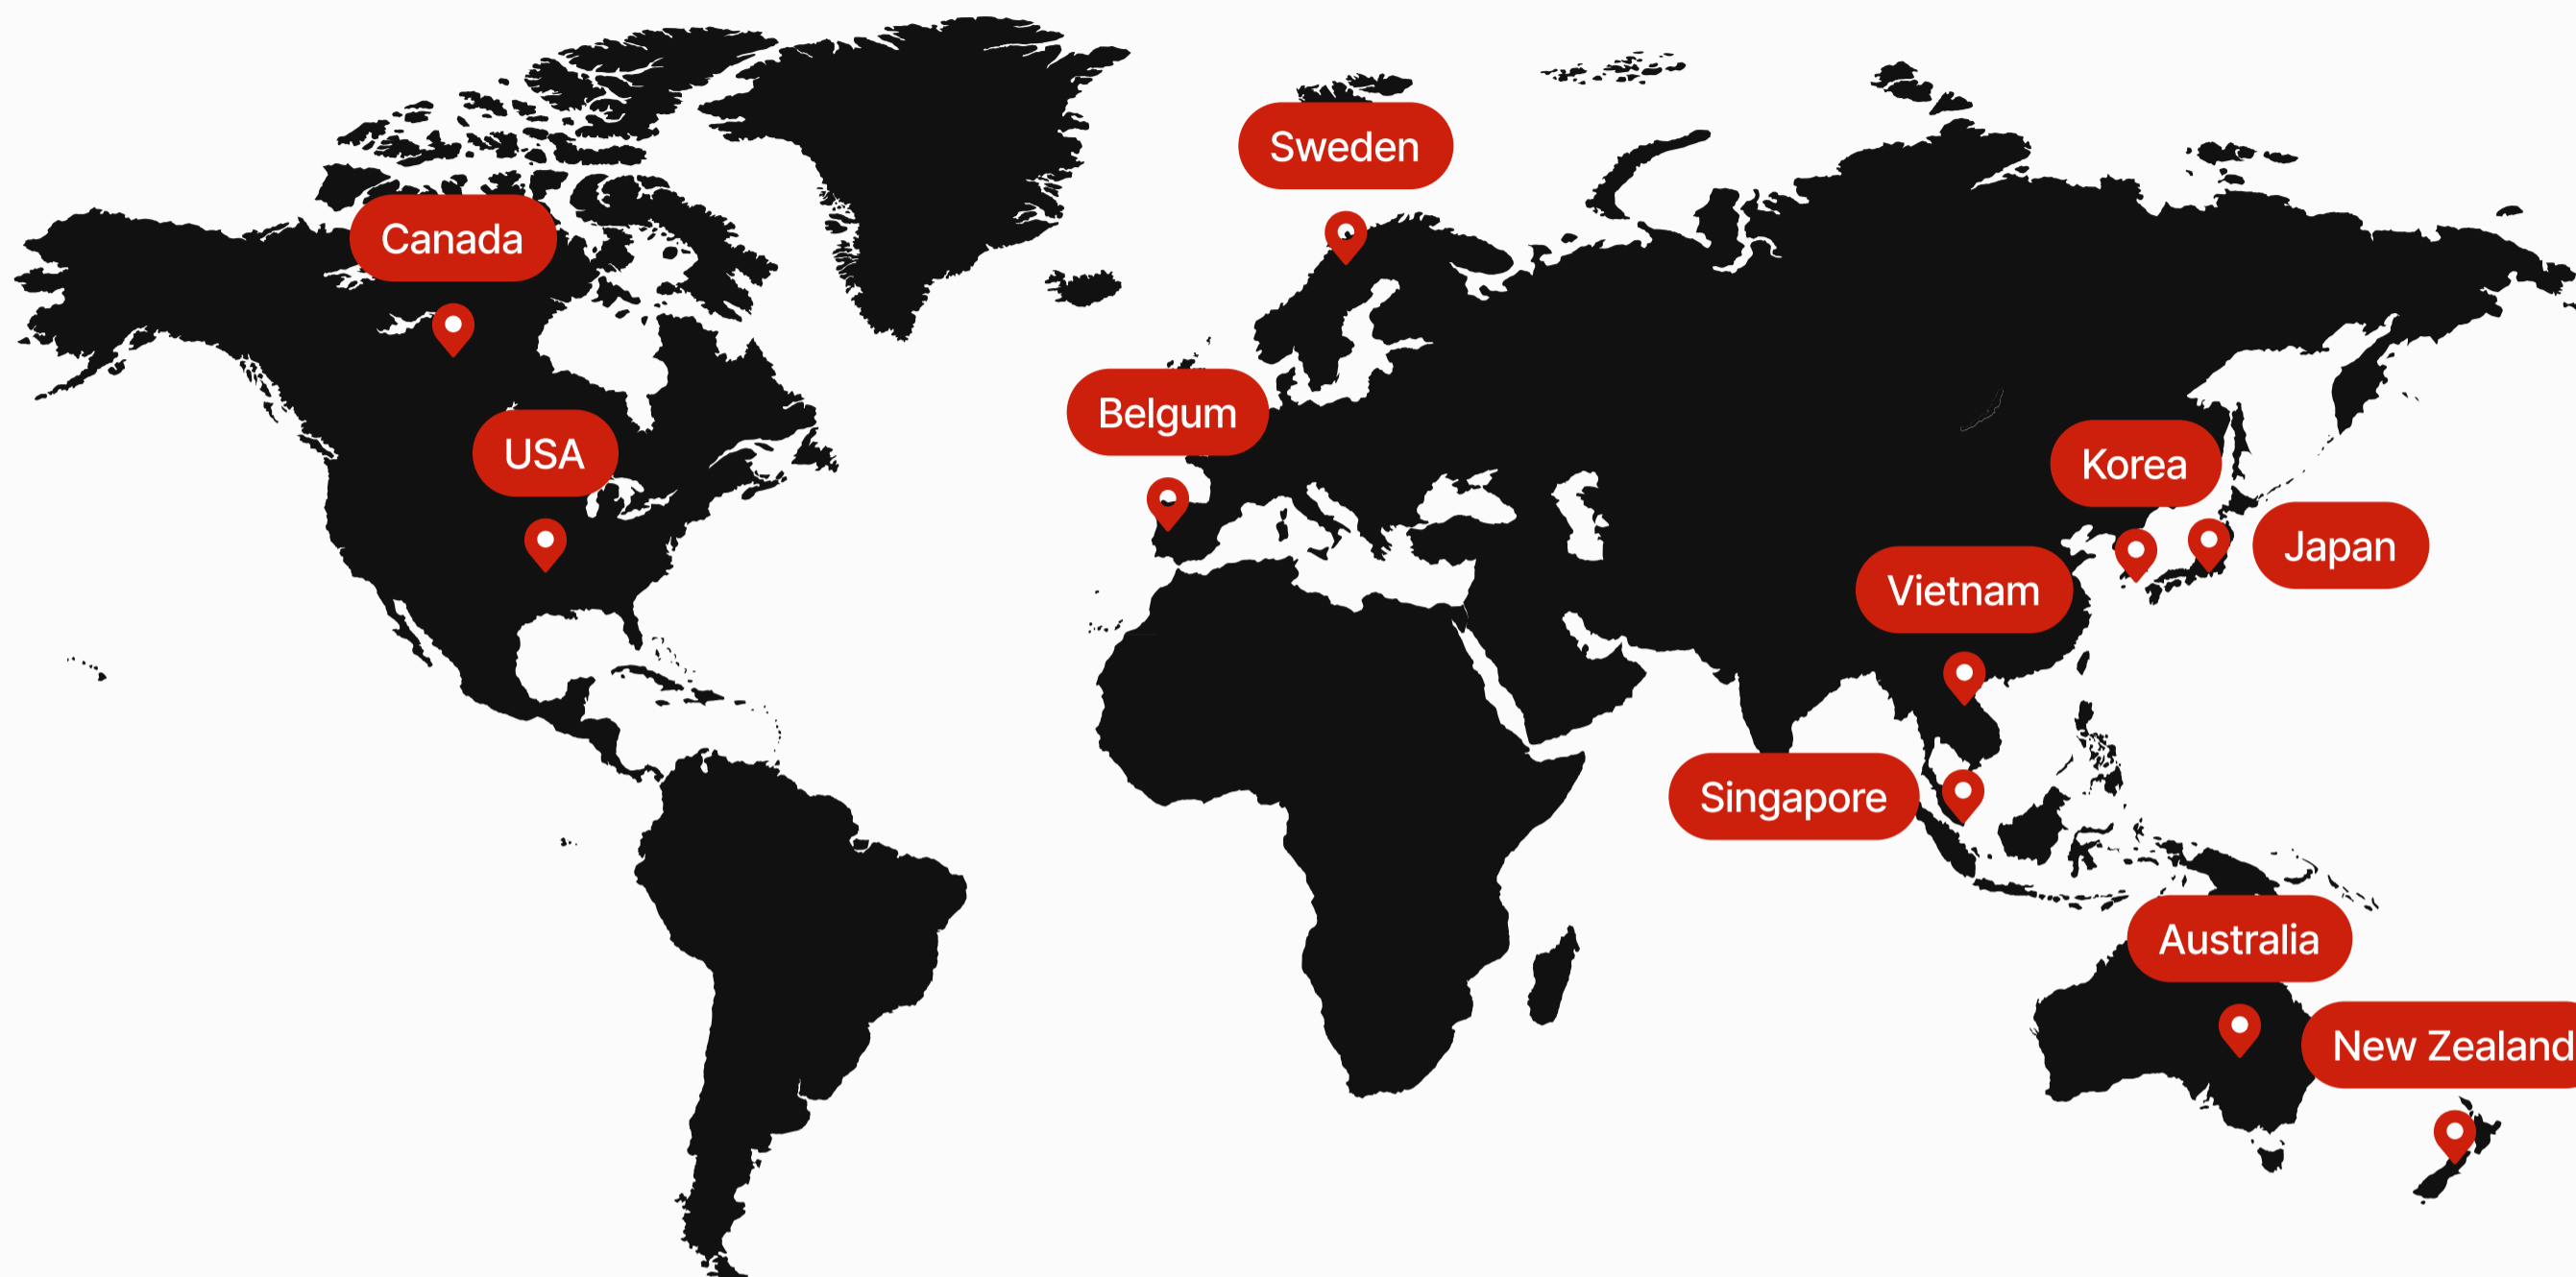 Sweden
Canada
Belgum
USA
Korea
Japan
Vietnam
Singapore
Australia
New Zealand